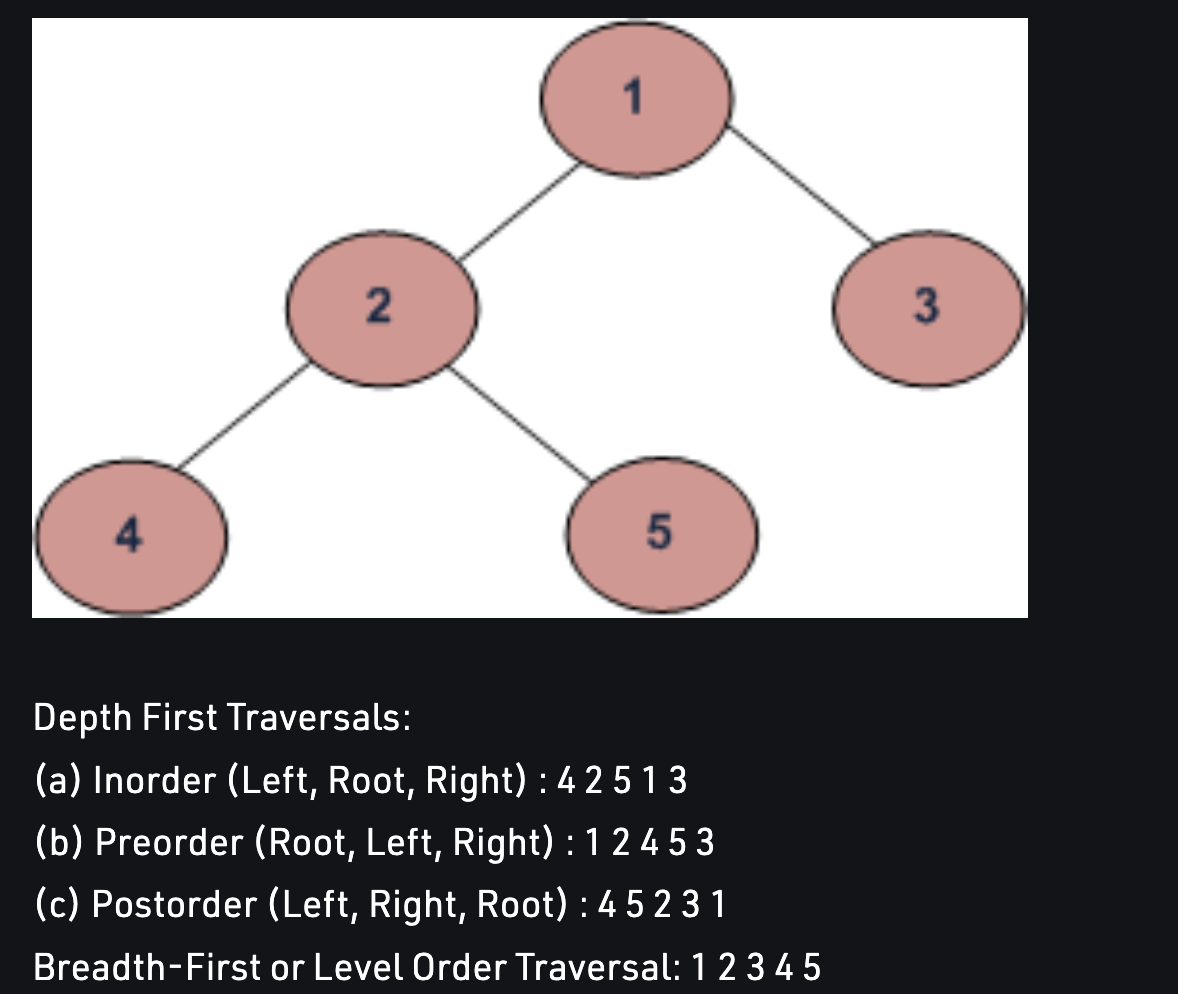 1
2
3
4
5
Depth First Traversals:
(a) Inorder (Left, Root, Right) : 4 2 5 1 3
(b) Preorder (Root, Left, Right) : 1 2 4 5 3
(c) Postorder (Left, Right, Root) : 4 5 2 3 1
Breadth-First or Level Order Traversal: 1 2 3 4 5